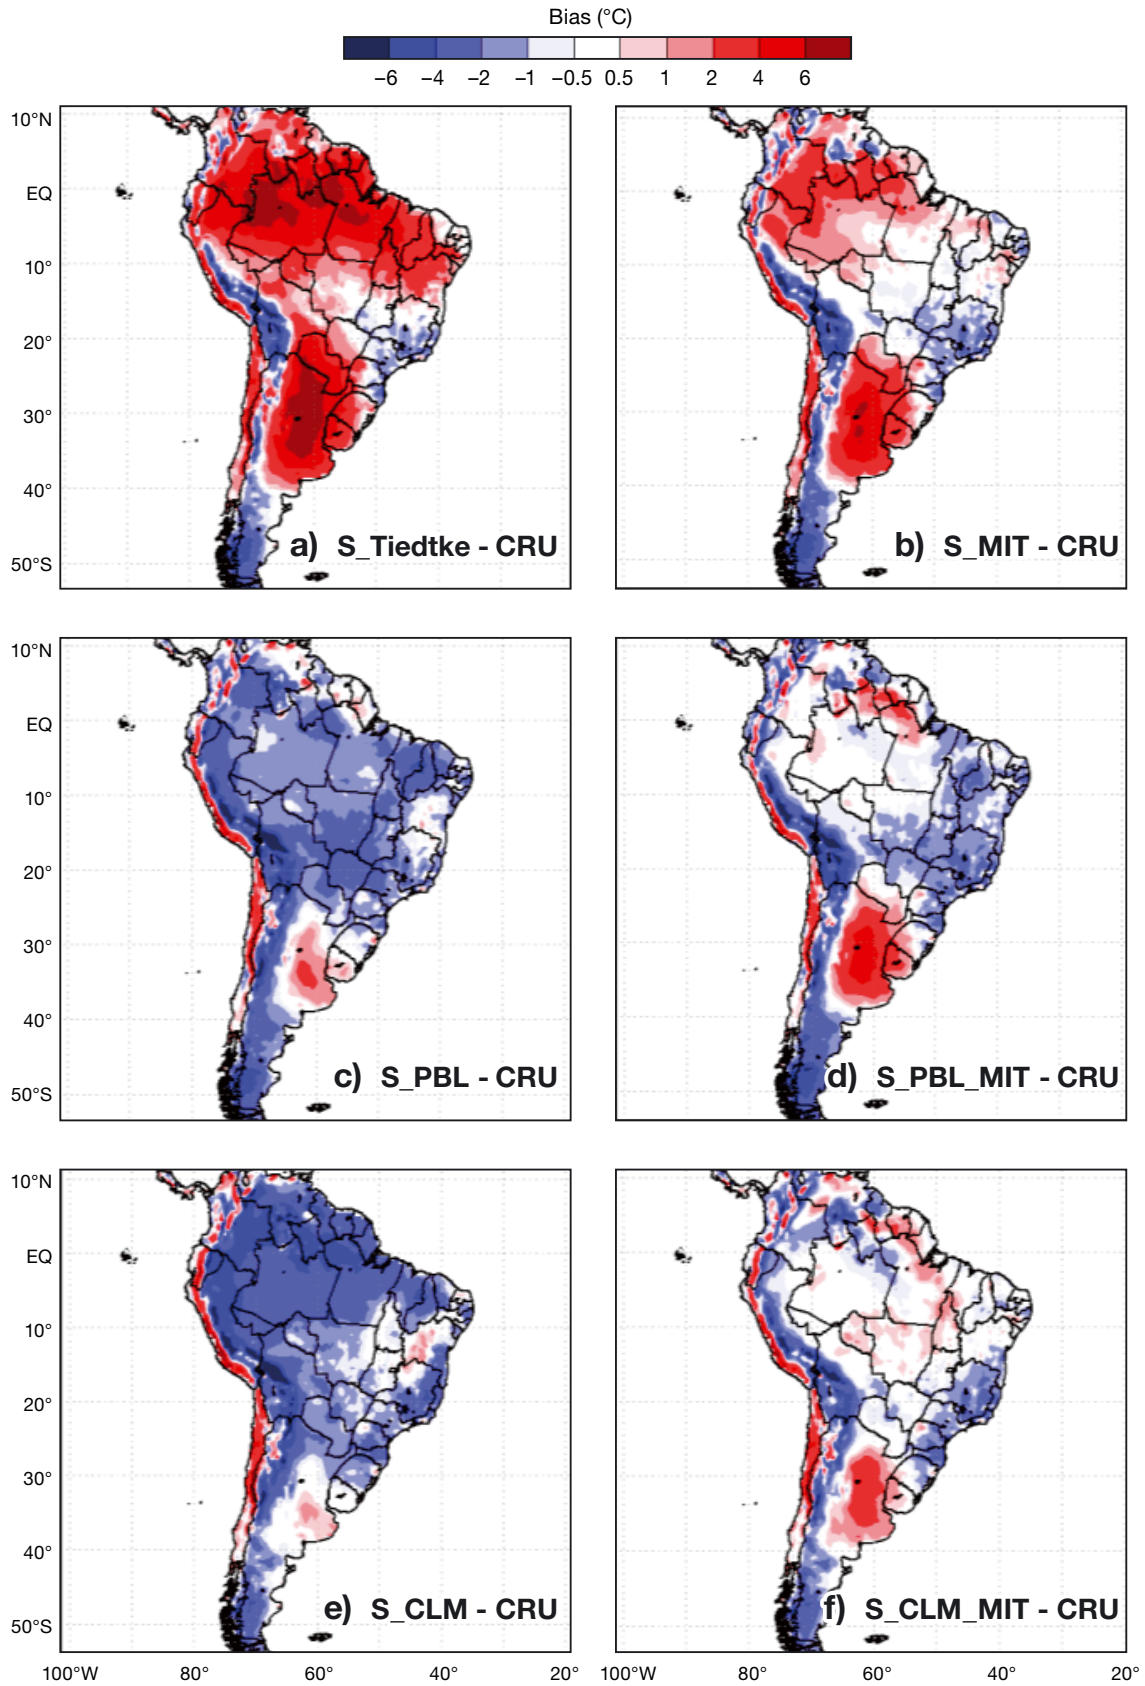 Bias (°C)
−6 −4 −2 −1 −0.5 0.5 1 2 4 6
10°N
EQ
10°
20°
30°
40°
50°S
a) S_Tiedtke - CRU
b) S_MIT - CRU
10°N
EQ
10°
20°
30°
40°
50°S
c) S_PBL - CRU
d) S_PBL_MIT - CRU
10°N
EQ
10°
20°
30°
40°
50°S
e) S_CLM - CRU
f) S_CLM_MIT - CRU
100°W 80° 60° 40° 20° 100°W 80° 60° 40° 20°